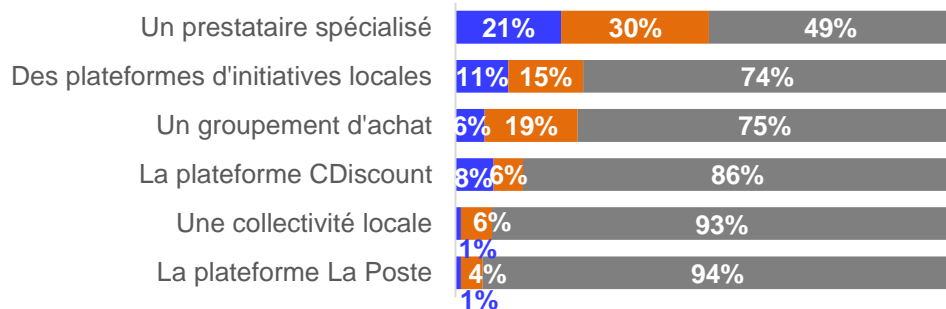 Un prestataire spécialisé 21% 30% 49%
Des plateformes d'initiatives locales 11% 15% 74%
Un groupement d'achat 6% 19% 75%
La plateforme CDiscount 8% 6% 86%
Une collectivité locale 6% 93%
1%
La plateforme La Poste 4% 94%
1%